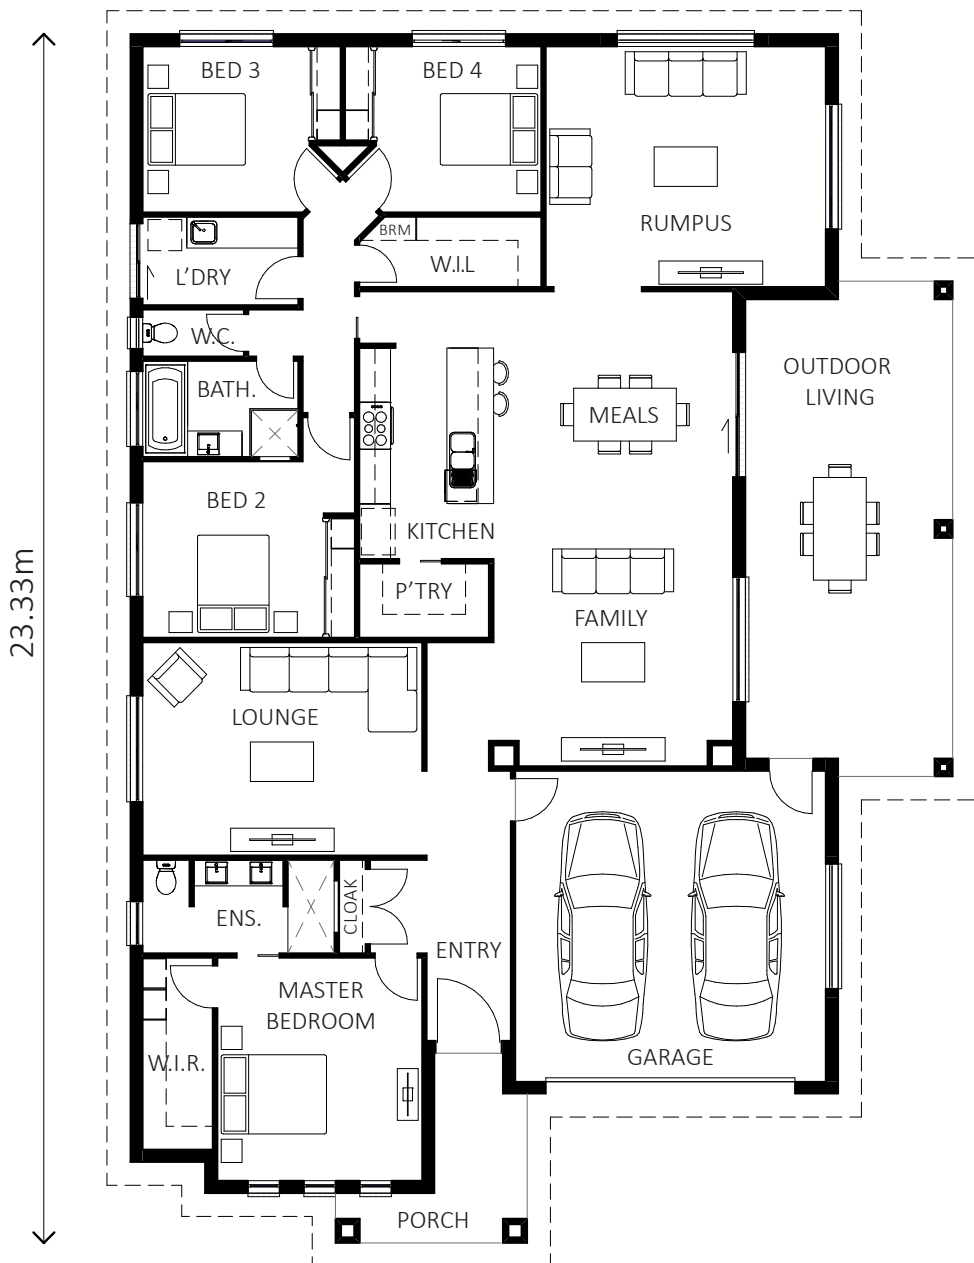 BED 3
BED 4
RUMPUS
BRM
W.I.L
L'DRY
W.C.
BATH.
MEALS
OUTDOOR
LIVING
BED 2
KITCHEN
P'TRY
FAMILY
23.33m
LOUNGE
CLOAK
ENS.
ENTRY
MASTER
BEDROOM
W.I.R.
GARAGE
PORCH